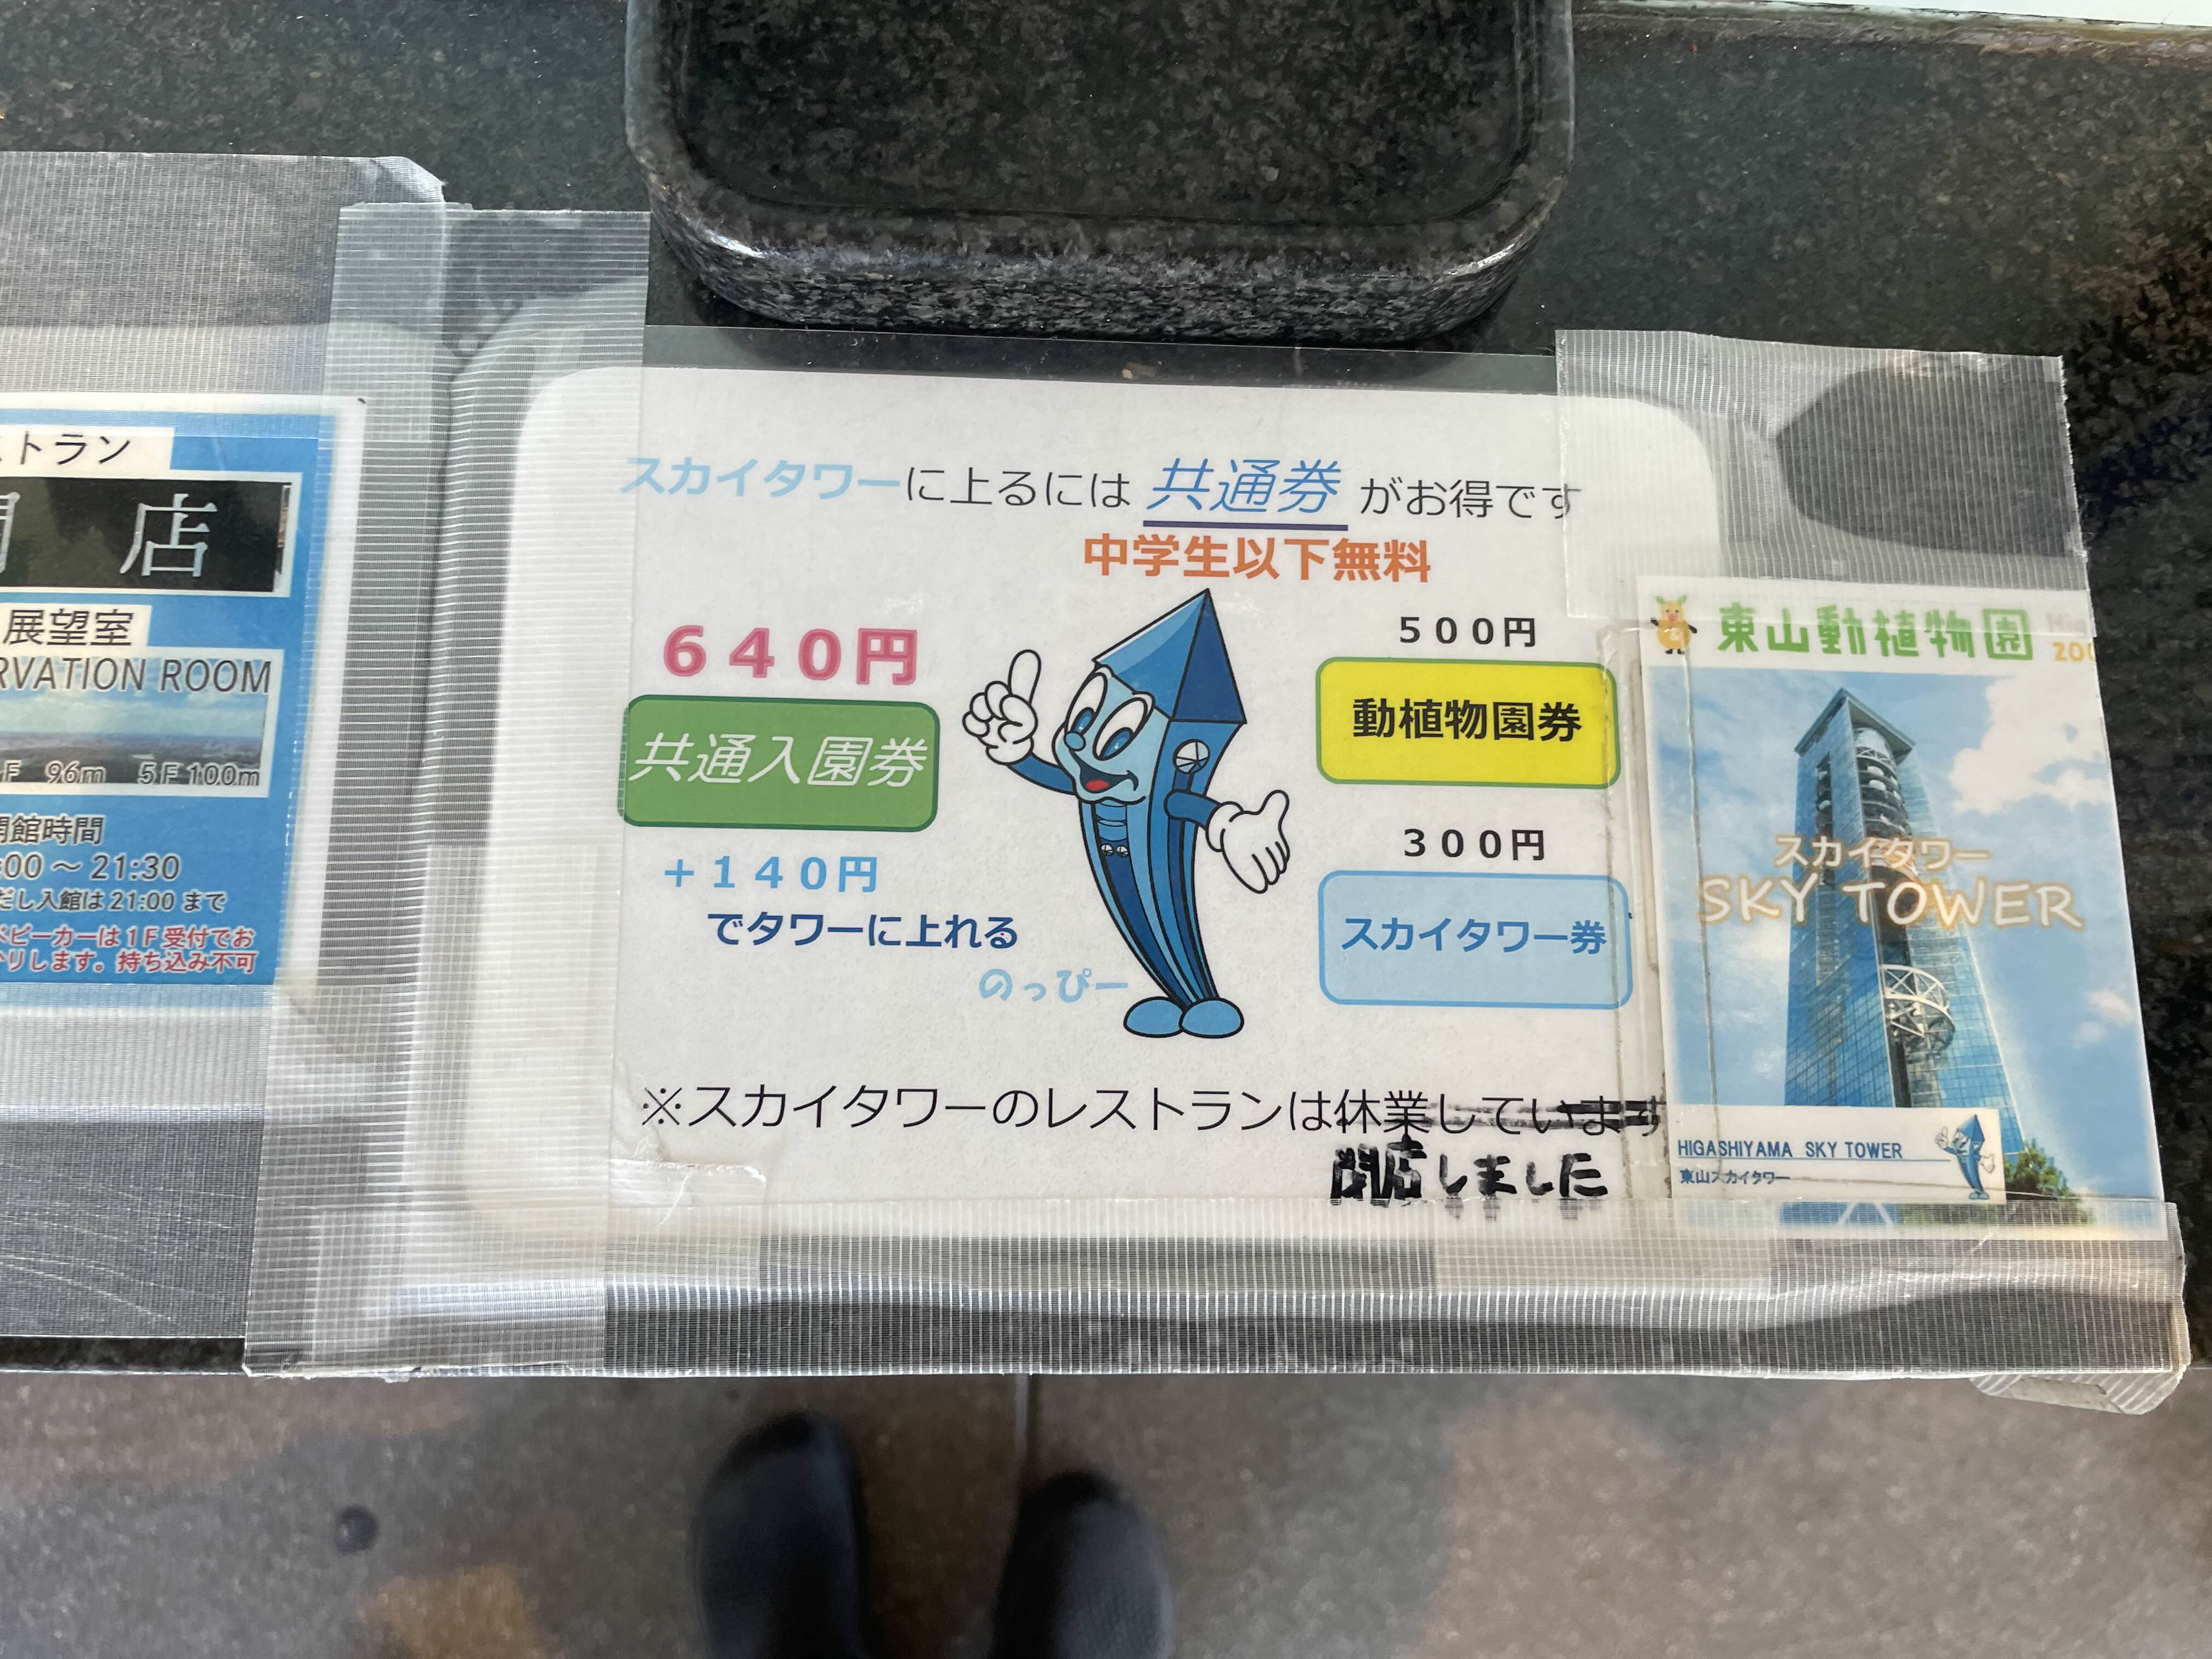 トラン
店
展望室
RVATION ROOM
F 96m 5F 100m
館時間
:00 ～ 21:30
だし入館は 21:00 まで
ベビーカーは１F受付でお
りします。持ち込み不可
スカイタワーに上るには 共通券 がお得です
中学生以下無料
６４０円
共通入園券
＋１４０円
でタワーに上れる
のっぴー
５００円
動植物園券
３００円
スカイタワー券
※スカイタワーのレストランは休業しています
閉店しました
東山動植物園
スカイタワー
SKY TOWER
HIGASHIYAMA SKY TOWER
東山スカイタワー